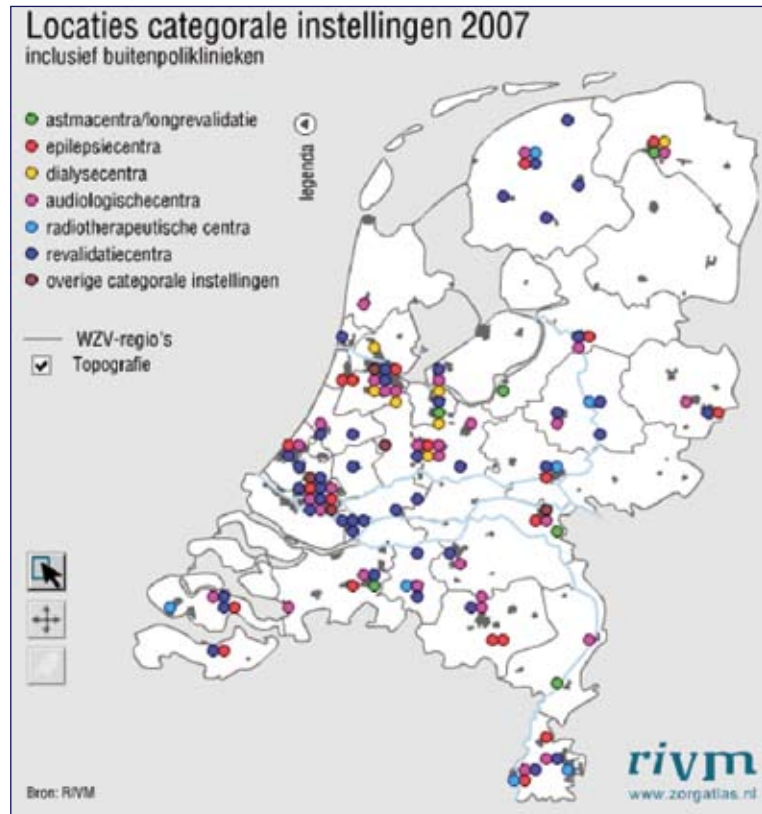 Locaties categorale instellingen 2007
inclusief buitenpoliklinieken
astmacentra/longrevalidatie
epilepsiecentra
dialysecentra
audiologischecentra
radiotherapeutische centra
revalidatiecentra
overige categorale instellingen
legenda
WZV-regio's
Topografie
Bron: RIVM
rivm
www.zorgatlas.nl